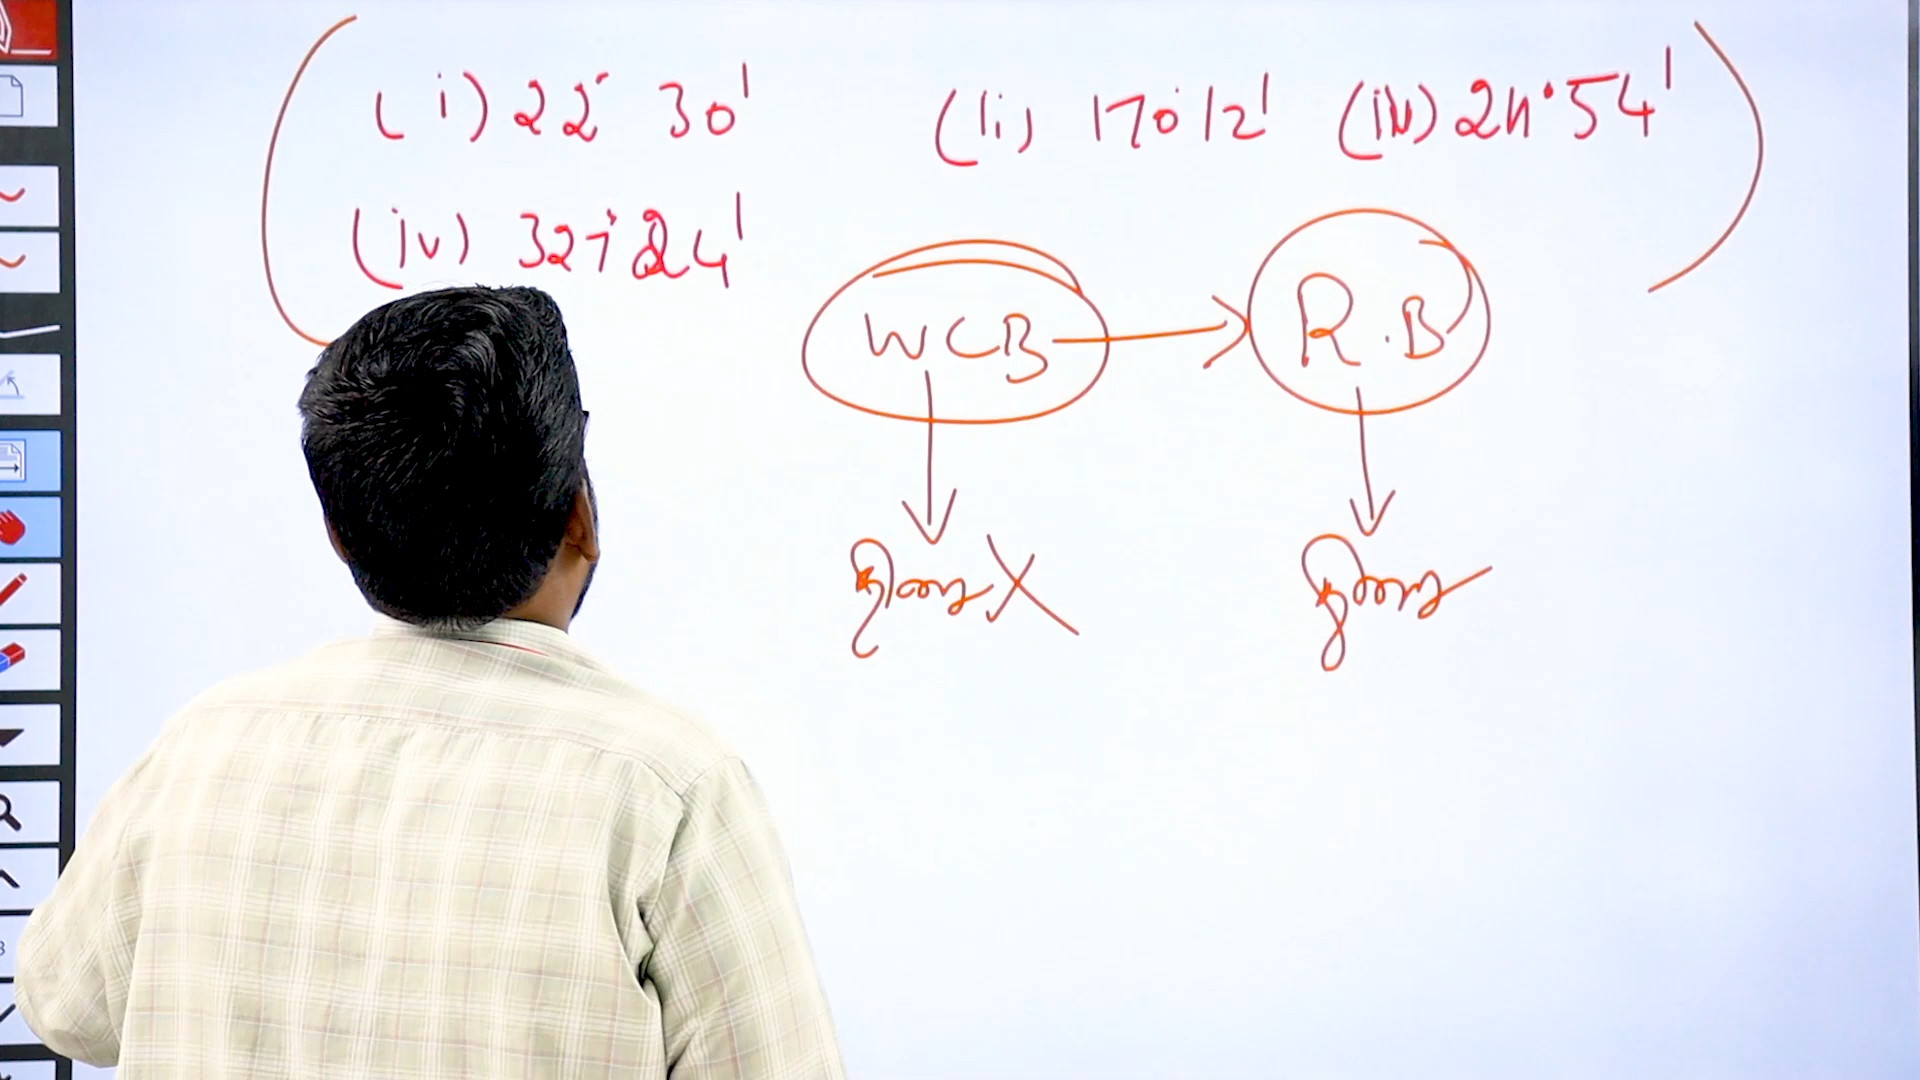 (i) 22° 30' (ii) 170° 12' (iii) 211° 54'
(iv) 327° 24'
WCB R.B
திசை X திசை